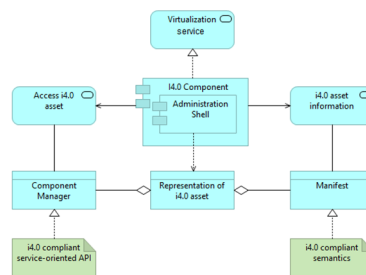 Virtualization
service
Access i4.0
asset
I4.0 Component
Administration
Shell
i4.0 asset
information
Component
Manager
Representation of
i4.0 asset
Manifest
i4.0 compliant
service-oriented API
i4.0 compliant
semantics